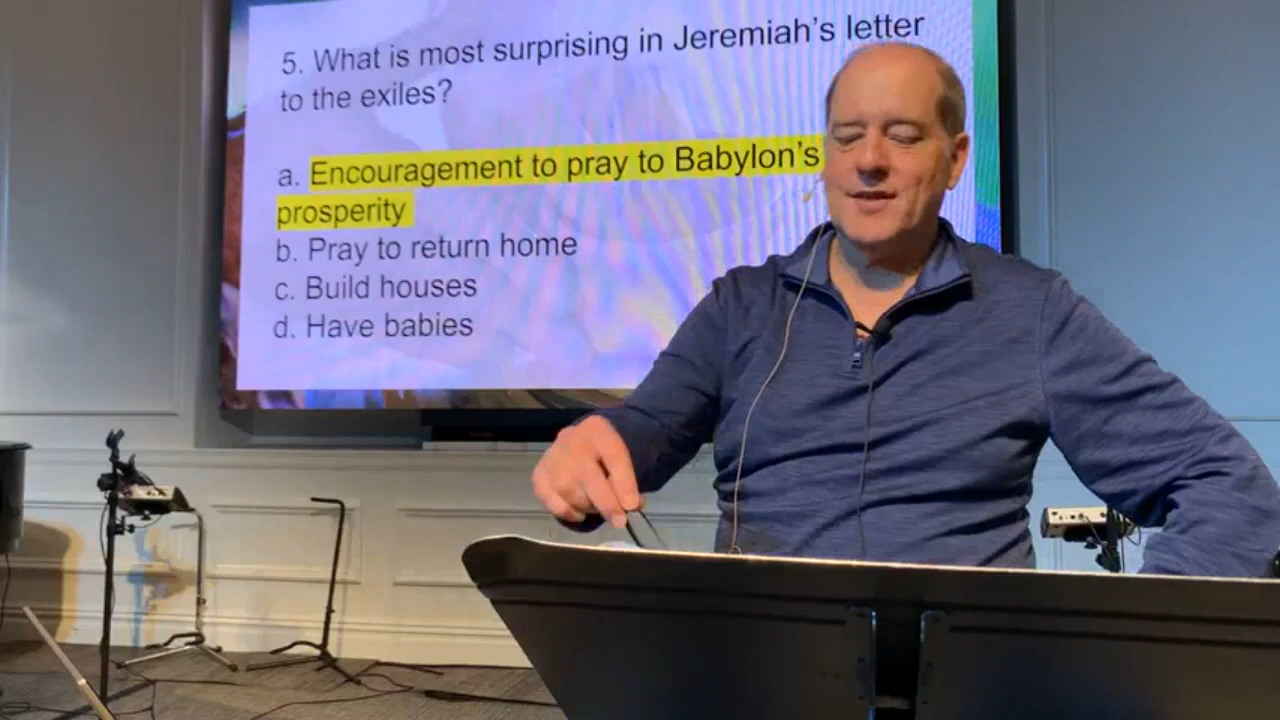 5. What is most surprising in Jeremiah's letter
to the exiles?
a. Encouragement to pray to Babylon's
prosperity
b. Pray to return home
c. Build houses
d. Have babies